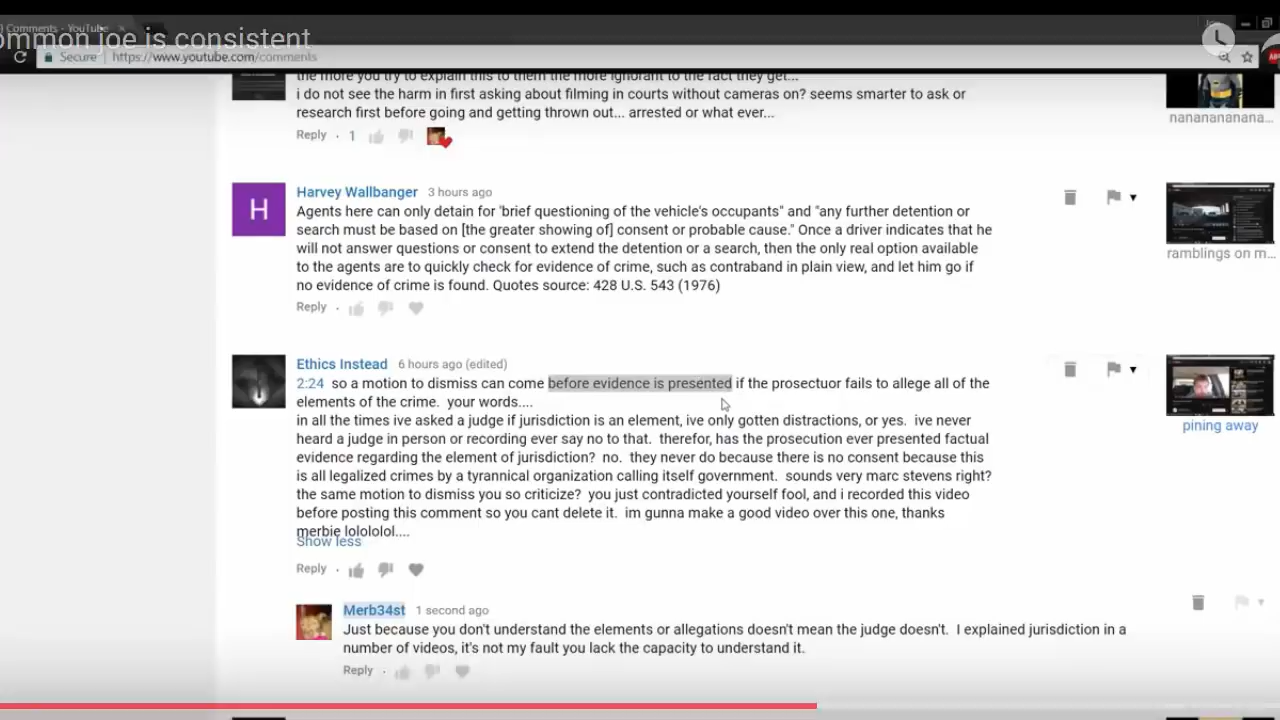 Comments - YouTube
ommon joe is consistent
Secure https://www.youtube.com/comments
the more you try to explain this to them the more ignorant to the fact they get...
i do not see the harm in first asking about filming in courts without cameras on? seems smarter to ask or
research first before going and getting thrown out... arrested or what ever...
nanananananana...
Reply · 1
Harvey Wallbanger 3 hours ago
H
Agents here can only detain for 'brief questioning of the vehicle's occupants" and "any further detention or
search must be based on [the greater showing of] consent or probable cause." Once a driver indicates that he
will not answer questions or consent to extend the detention or a search, then the only real option available
ramblings on m...
to the agents are to quickly check for evidence of crime, such as contraband in plain view, and let him go if
no evidence of crime is found. Quotes source: 428 U.S. 543 (1976)
Reply ·
Ethics Instead 6 hours ago (edited)
2:24 so a motion to dismiss can come before evidence is presented if the prosectuor fails to allege all of the
elements of the crime. your words....
in all the times ive asked a judge if jurisdiction is an element, ive only gotten distractions, or yes. ive never
pining away
heard a judge in person or recording ever say no to that. therefor, has the prosecution ever presented factual
evidence regarding the element of jurisdiction? no. they never do because there is no consent because this
is all legalized crimes by a tyrannical organization calling itself government. sounds very marc stevens right?
the same motion to dismiss you so criticize? you just contradicted yourself fool, and i recorded this video
before posting this comment so you cant delete it. im gunna make a good video over this one, thanks
merbie lolololol....
Show less
Reply ·
Merb34st 1 second ago
Just because you don't understand the elements or allegations doesn't mean the judge doesn't. I explained jurisdiction in a
number of videos, it's not my fault you lack the capacity to understand it.
Reply ·